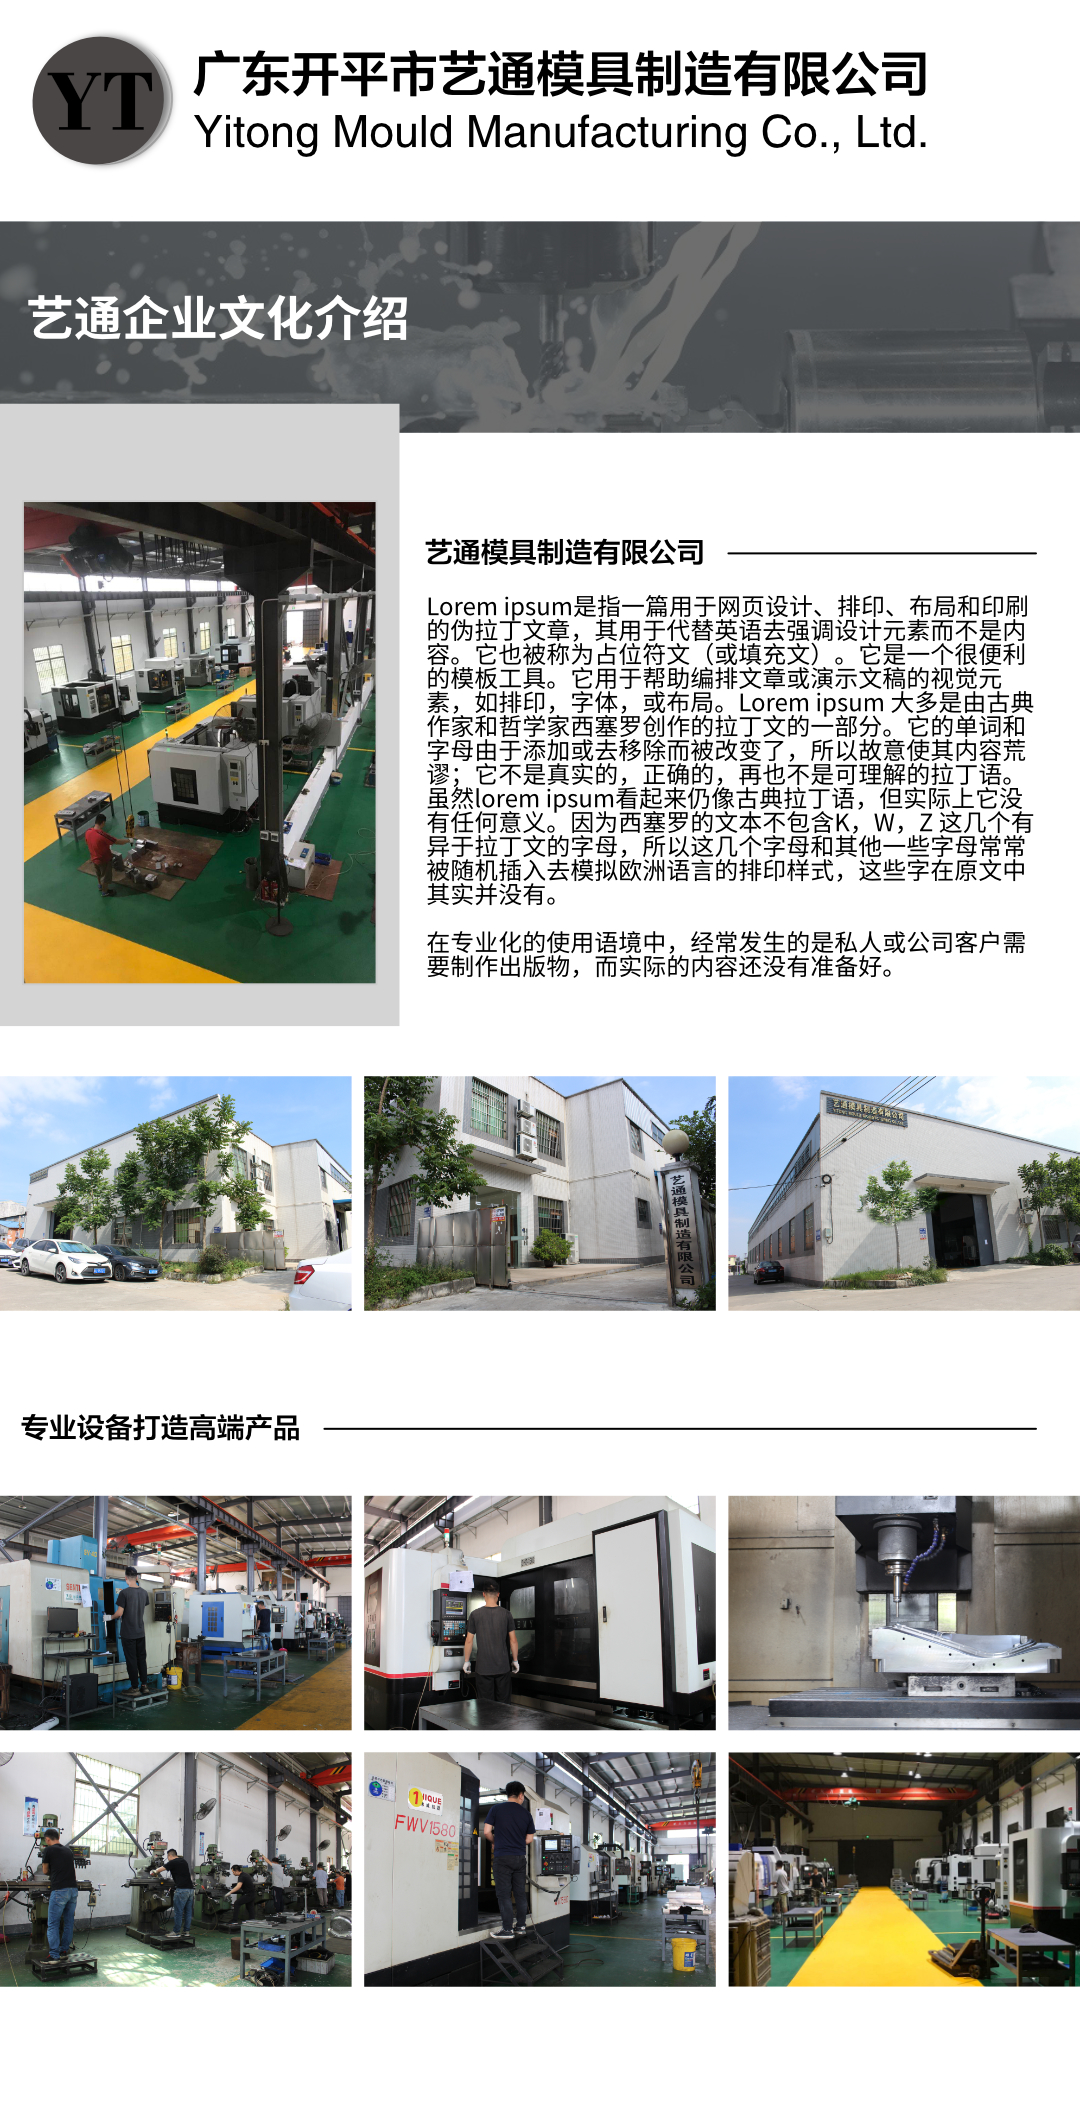 YT
广东开平市艺通模具制造有限公司
Yitong Mould Manufacturing Co., Ltd.
艺通企业文化介绍
艺通模具制造有限公司
Lorem ipsum是指一篇用于网页设计、排印、布局和印刷
的伪拉丁文章，其用于代替英语去强调设计元素而不是内
容。它也被称为占位符文（或填充文）。它是一个很便利
的模板工具。它用于帮助编排文章或演示文稿的视觉元
素，如排印，字体，或布局。Lorem ipsum 大多是由古典
作家和哲学家西塞罗创作的拉丁文的一部分。它的单词和
字母由于添加或去移除而被改变了，所以故意使其内容荒
谬；它不是真实的，正确的，再也不是可理解的拉丁语。
虽然lorem ipsum看起来仍像古典拉丁语，但实际上它没
有任何意义。因为西塞罗的文本不包含K，W，Z 这几个有
异于拉丁文的字母，所以这几个字母和其他一些字母常常
被随机插入去模拟欧洲语言的排印样式，这些字在原文中
其实并没有。
在专业化的使用语境中，经常发生的是私人或公司客户需
要制作出版物，而实际的内容还没有准备好。
艺通模具制造有限公司
艺通模具制造有限公司
专业设备打造高端产品
FWV1580